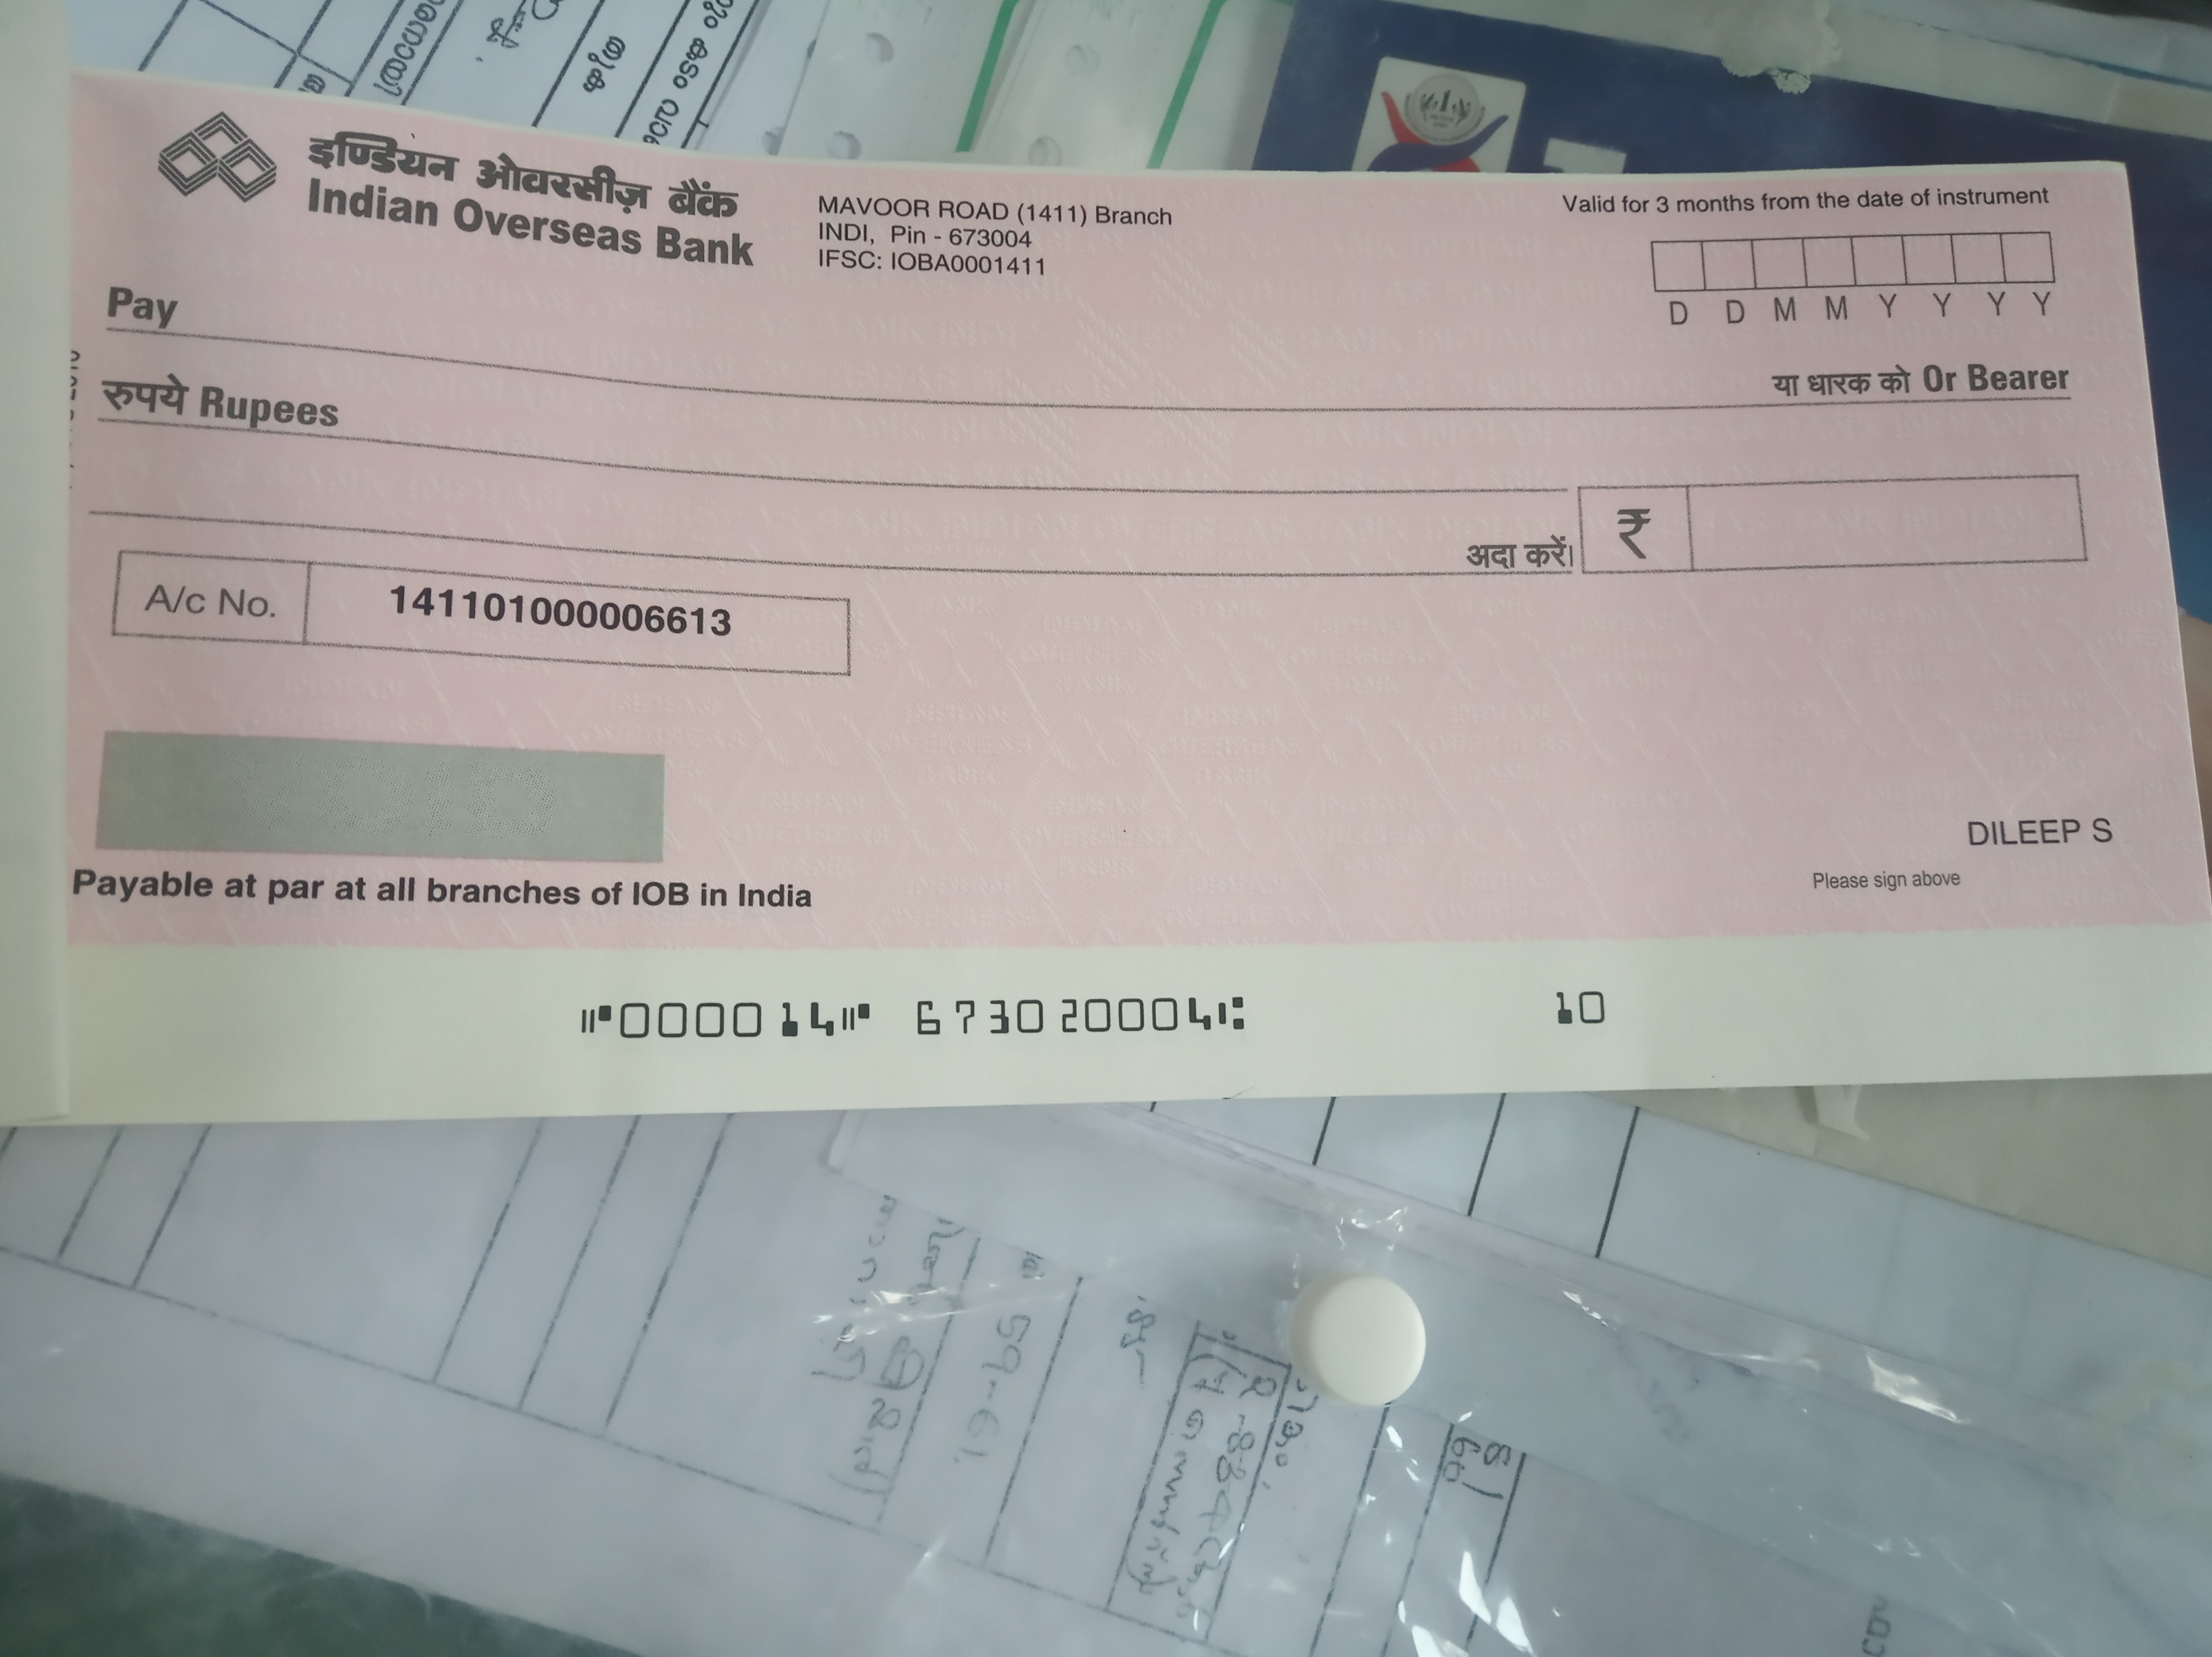 इण्डियन ओवरसीज़ बैंक
Indian Overseas Bank
MAVOOR ROAD (1411) Branch
INDI, Pin - 673004
IFSC: IOBA0001411
Valid for 3 months from the date of instrument
D D M M Y Y Y Y
Pay
या धारक को Or Bearer
रुपये Rupees
अदा करें।
₹
A/c No. 141101000006613
DILEEP S
Please sign above
Payable at par at all branches of IOB in India
⑈000014⑈ 673020004⑆ 10
59-61